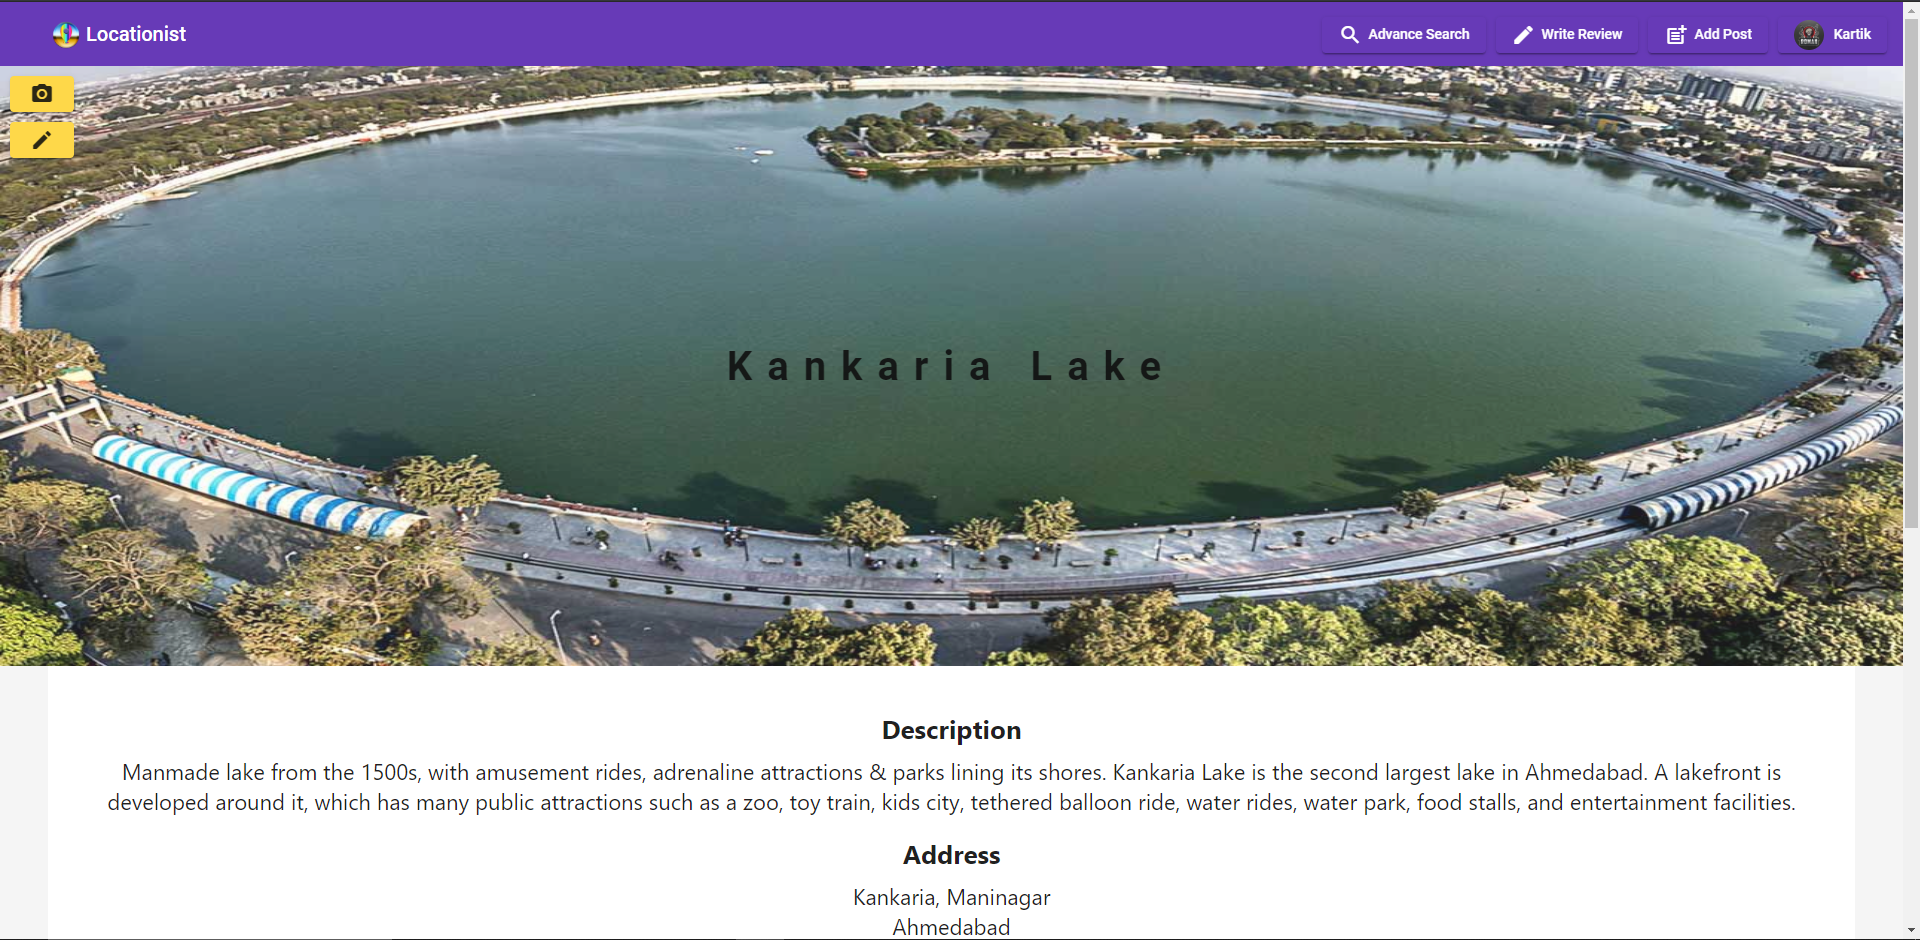 Locationist
Advance Search
Write Review
Add Post
Kartik
Kankaria Lake
Description
Manmade lake from the 1500s, with amusement rides, adrenaline attractions & parks lining its shores. Kankaria Lake is the second largest lake in Ahmedabad. A lakefront is
developed around it, which has many public attractions such as a zoo, toy train, kids city, tethered balloon ride, water rides, water park, food stalls, and entertainment facilities.
Address
Kankaria, Maninagar
Ahmedabad